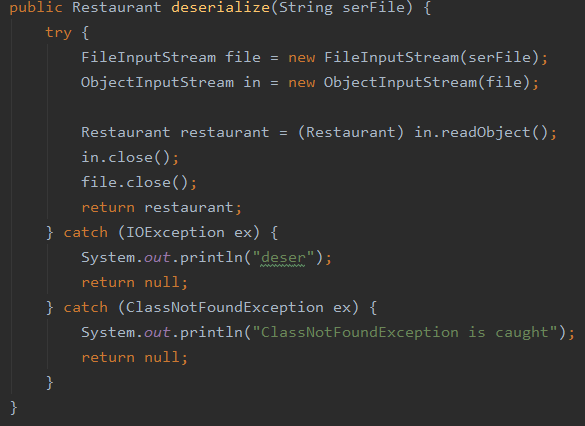 public Restaurant deserialize(String serFile) {
try {
FileInputStream file = new FileInputStream(serFile);
ObjectInputStream in = new ObjectInputStream(file);
Restaurant restaurant = (Restaurant) in.readObject();
in.close();
file.close();
return restaurant;
} catch (IOException ex) {
System.out.println("deser");
return null;
} catch (ClassNotFoundException ex) {
System.out.println("ClassNotFoundException is caught");
return null;
}
}